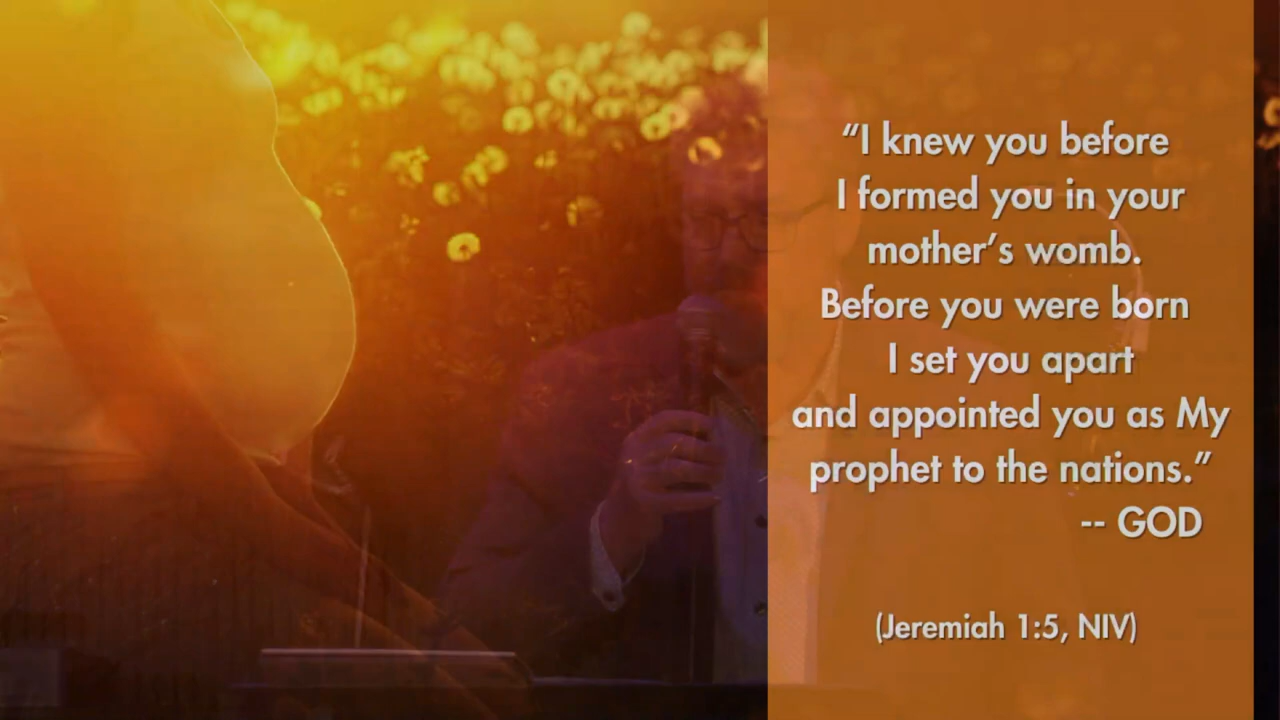 “I knew you before
I formed you in your
mother’s womb.
Before you were born
I set you apart
and appointed you as My
prophet to the nations.”
-- GOD
(Jeremiah 1:5, NIV)